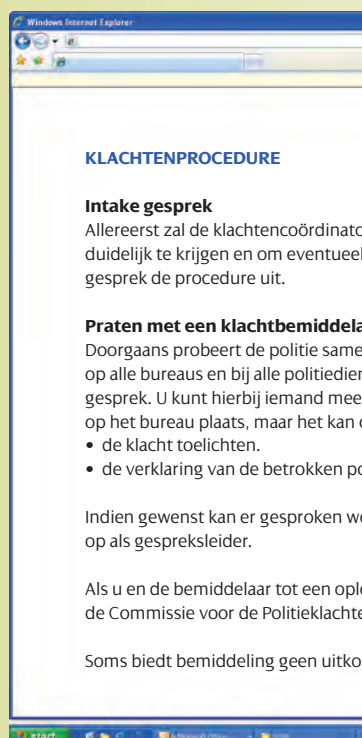 Windows Internet Explorer
KLACHTENPROCEDURE
Intake gesprek
Allereerst zal de klachtencoördinato
duidelijk te krijgen en om eventueel
gesprek de procedure uit.
Praten met een klachtbemiddela
Doorgaans probeert de politie same
op alle bureaus en bij alle politiedien
gesprek. U kunt hierbij iemand mee
op het bureau plaats, maar het kan o
• de klacht toelichten.
• de verklaring van de betrokken po
Indien gewenst kan er gesproken we
op als gespreksleider.
Als u en de bemiddelaar tot een oplo
de Commissie voor de Politieklachte
Soms biedt bemiddeling geen uitko
start